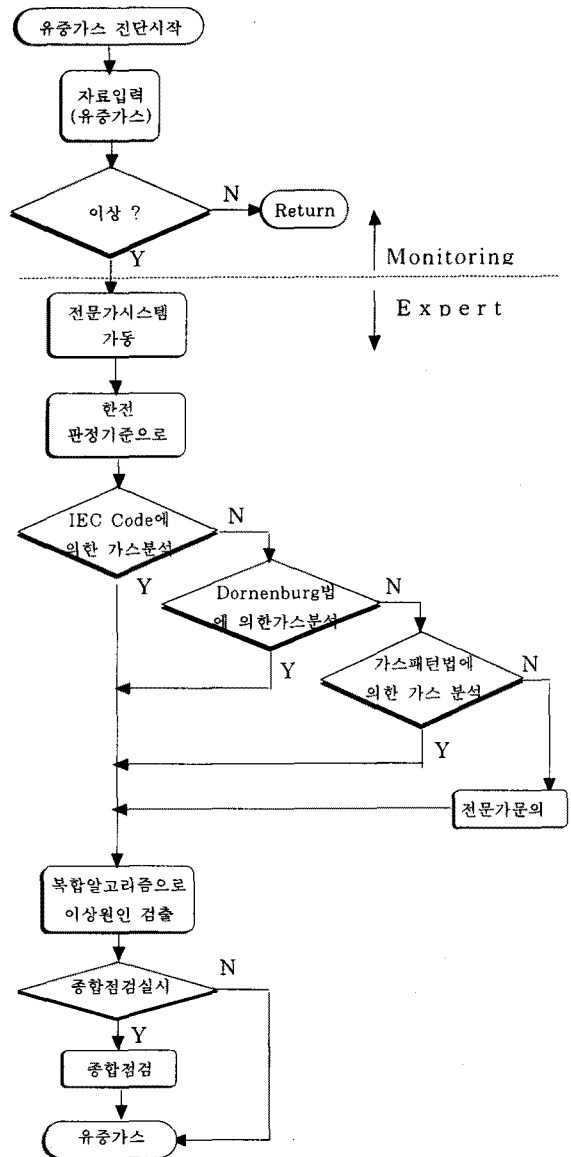 유중가스 진단시작
자료입력
(유중가스)
이상 ?
N
Return
Y
Monitoring
Expert
전문가시스템
가동
한전
판정기준으로
IEC Code에
의한 가스분석
N
Y
Dornenburg법
에 의한가스분석
N
Y
가스패턴법에
의한 가스 분석
N
Y
전문가문의
복합알고리즘으로
이상원인 검출
종합점검실시
N
Y
종합점검
유중가스